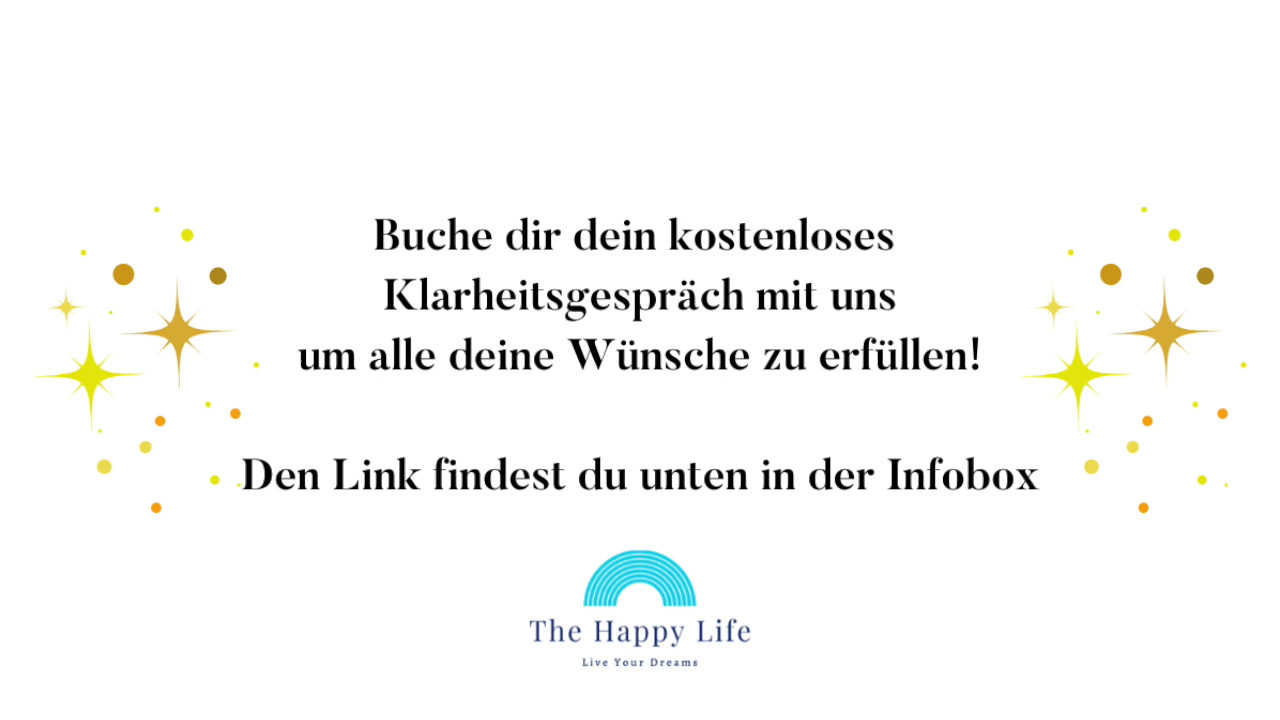 Buche dir dein kostenloses
Klarheitsgespräch mit uns
um alle deine Wünsche zu erfüllen!
Den Link findest du unten in der Infobox
The Happy Life
Live Your Dreams